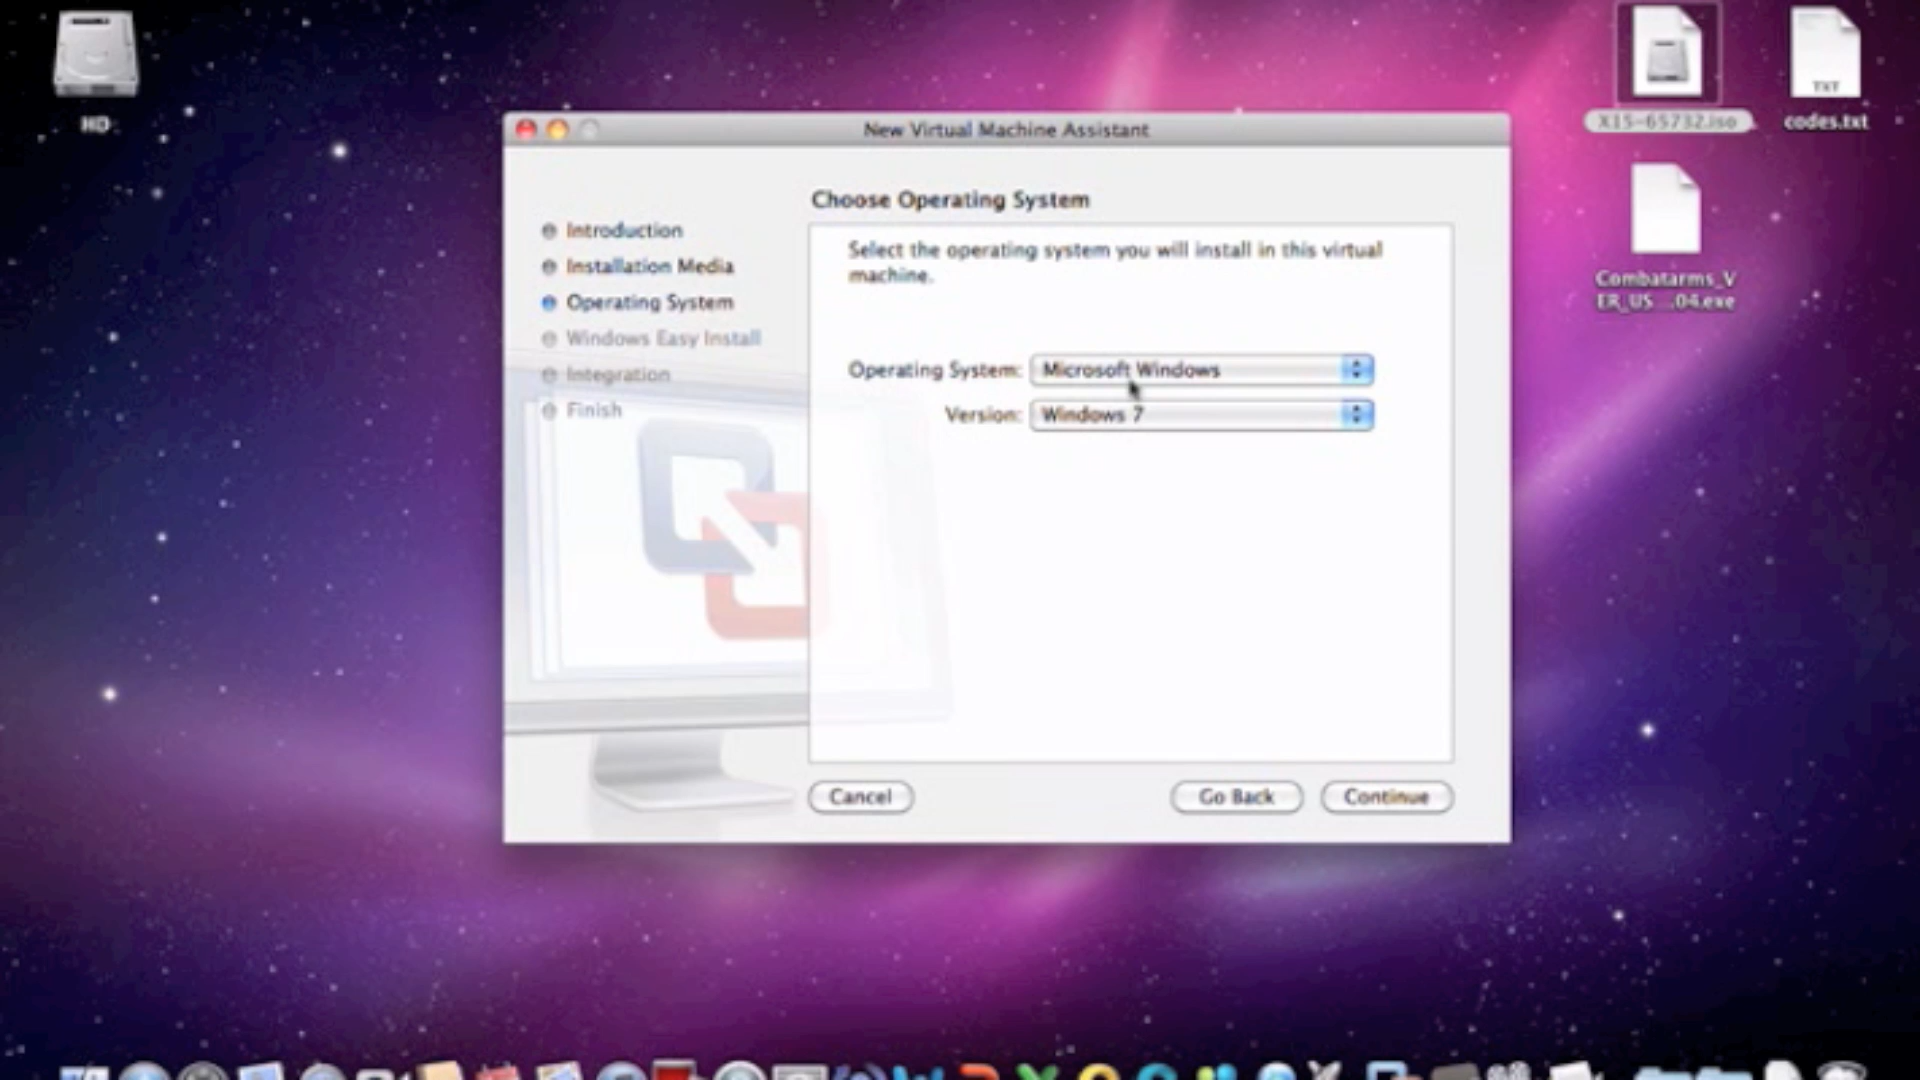 HD
X15-65732.iso
codes.txt
TXT
Combatarms_V
ER_US ...04.exe
New Virtual Machine Assistant
Introduction
Installation Media
Operating System
Windows Easy Install
Integration
Finish
Choose Operating System
Select the operating system you will install in this virtual
machine.
Operating System: Microsoft Windows
Version: Windows 7
Cancel
Go Back
Continue